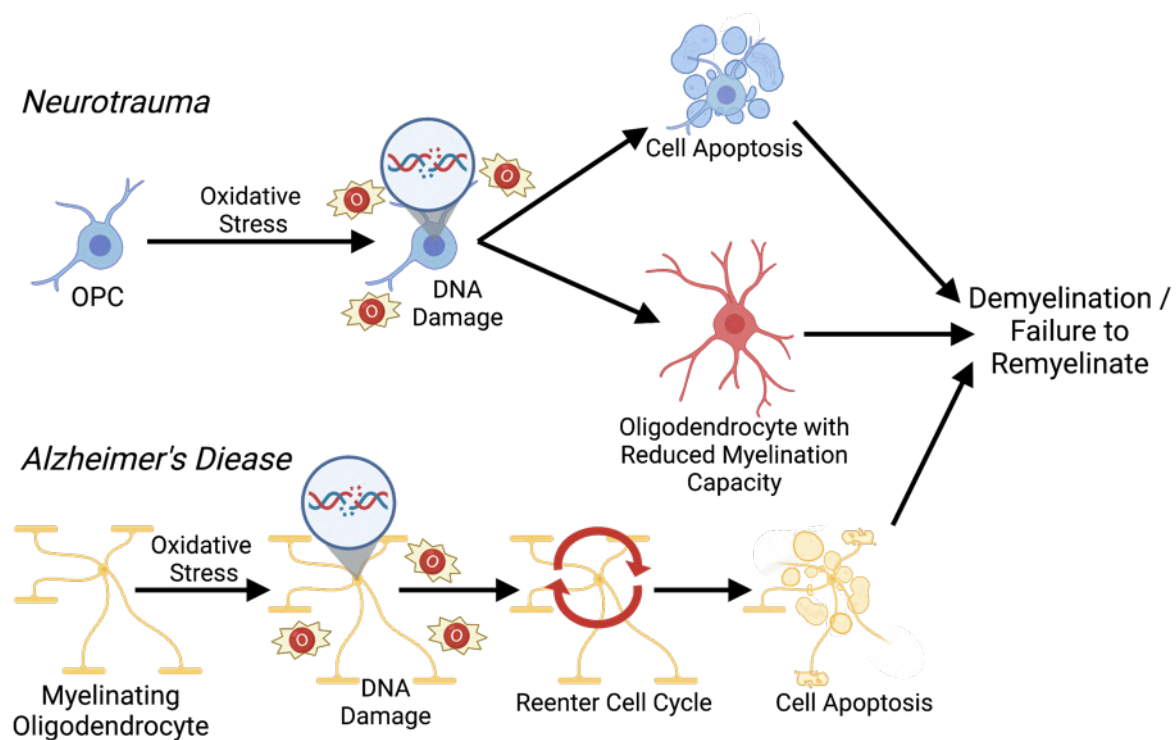 Neurotrauma
Oxidative
Stress
OPC
O
O
O
DNA
Damage
Cell Apoptosis
Oligodendrocyte with
Reduced Myelination
Capacity
Demyelination /
Failure to
Remyelinate
Alzheimer's Diease
Myelinating
Oligodendrocyte
Oxidative
Stress
O
O
O
DNA
Damage
Reenter Cell Cycle
Cell Apoptosis